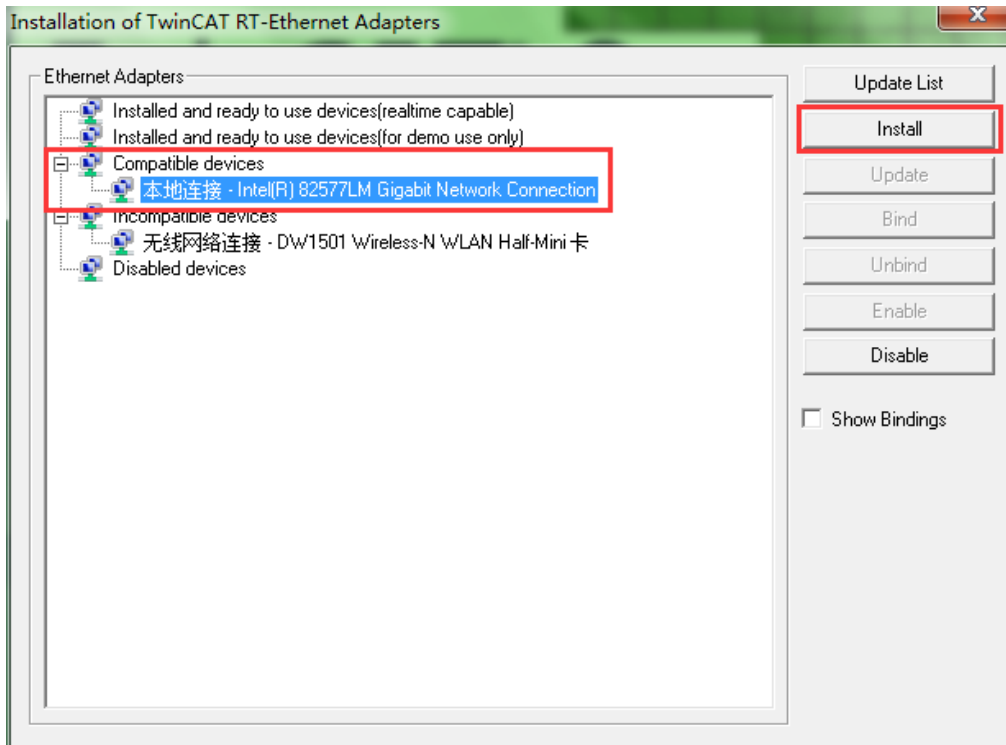 Installation of TwinCAT RT-Ethernet Adapters
Ethernet Adapters
Installed and ready to use devices(realtime capable)
Installed and ready to use devices(for demo use only)
Compatible devices
本地连接 - Intel(R) 82577LM Gigabit Network Connection
Incompatible devices
无线网络连接 - DW1501 Wireless-N WLAN Half-Mini 卡
Disabled devices
Update List
Install
Update
Bind
Unbind
Enable
Disable
Show Bindings